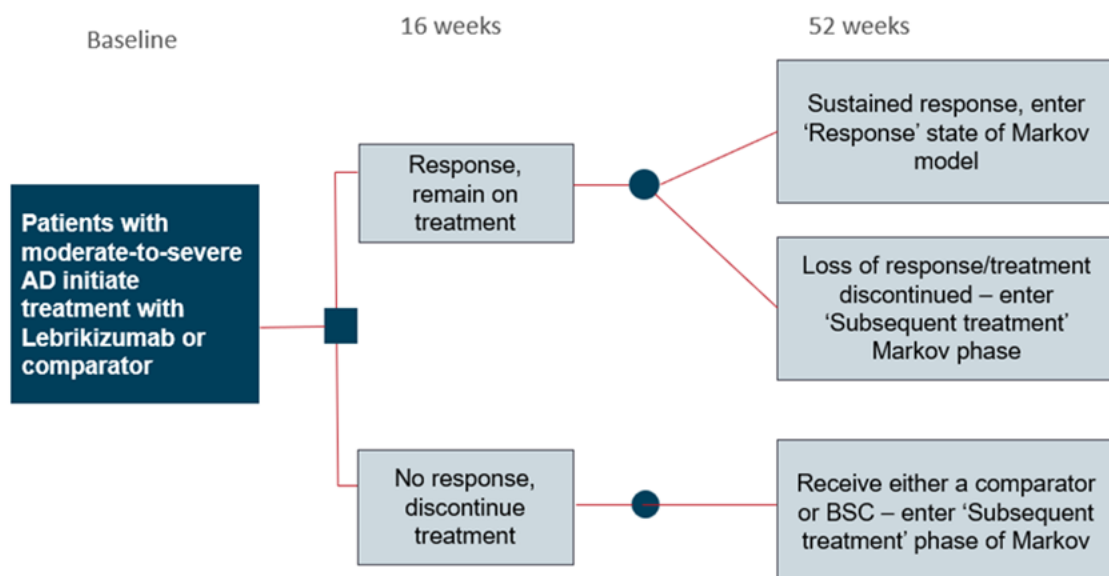 Baseline
16 weeks
52 weeks
Patients with
moderate-to-severe
AD initiate
treatment with
Lebrikizumab or
comparator
Response,
remain on
treatment
Sustained response, enter
‘Response’ state of Markov
model
Loss of response/treatment
discontinued – enter
‘Subsequent treatment’
Markov phase
No response,
discontinue
treatment
Receive either a comparator
or BSC – enter ‘Subsequent
treatment’ phase of Markov